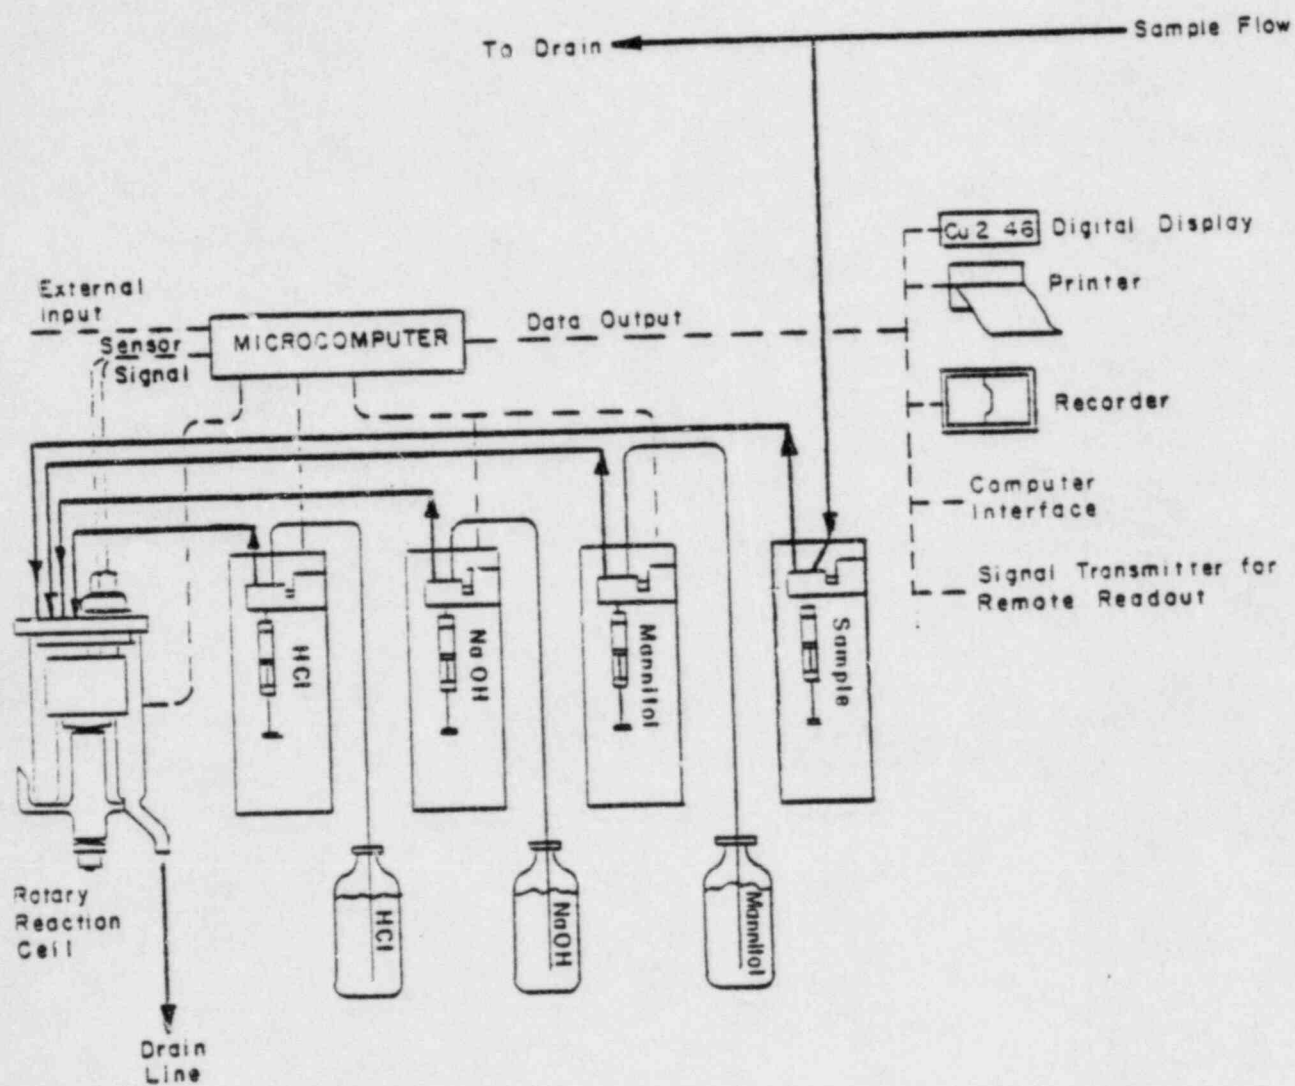 To Drain
Sample Flow
Cu 2 46
Digital Display
Printer
External
Input
Data Output
Sensor
Signal
MICROCOMPUTER
Recorder
Computer
Interface
Signal Transmitter for
Remote Readout
HCl
NaOH
Mannitol
Sample
Rotary
Reaction
Cell
HCl
NaOH
Mannitol
Drain
Line